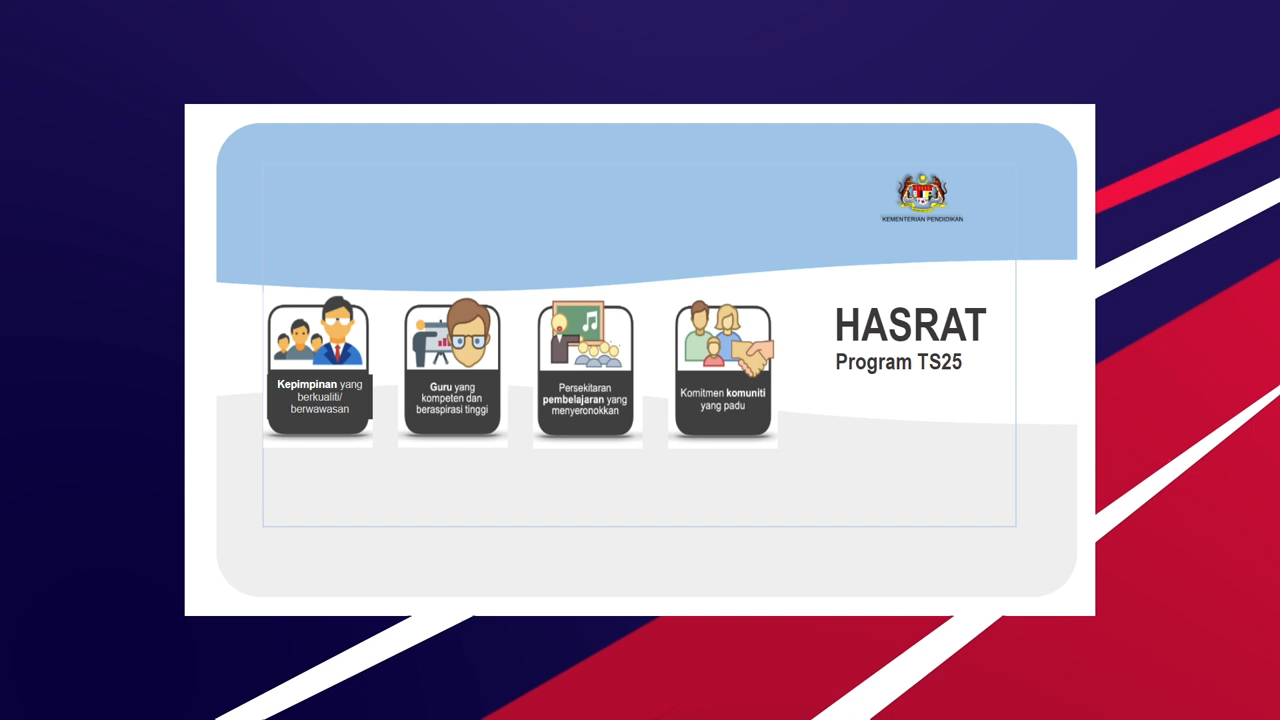 KEMENTERIAN PENDIDIKAN
HASRAT
Program TS25
Kepimpinan yang
berkualiti/
berwawasan
Guru yang
kompeten dan
beraspirasi tinggi
Persekitaran
pembelajaran yang
menyeronokkan
Komitmen komuniti
yang padu